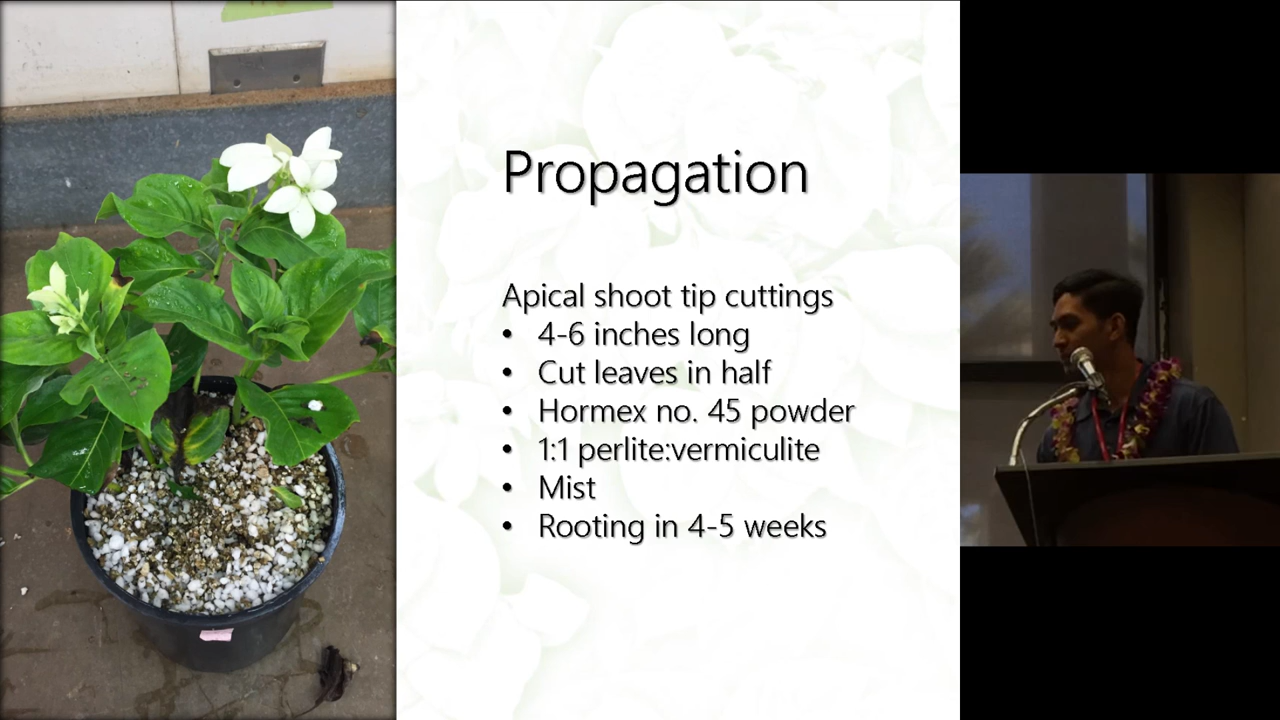 Propagation
Apical shoot tip cuttings
• 4-6 inches long
• Cut leaves in half
• Hormex no. 45 powder
• 1:1 perlite:vermiculite
• Mist
• Rooting in 4-5 weeks